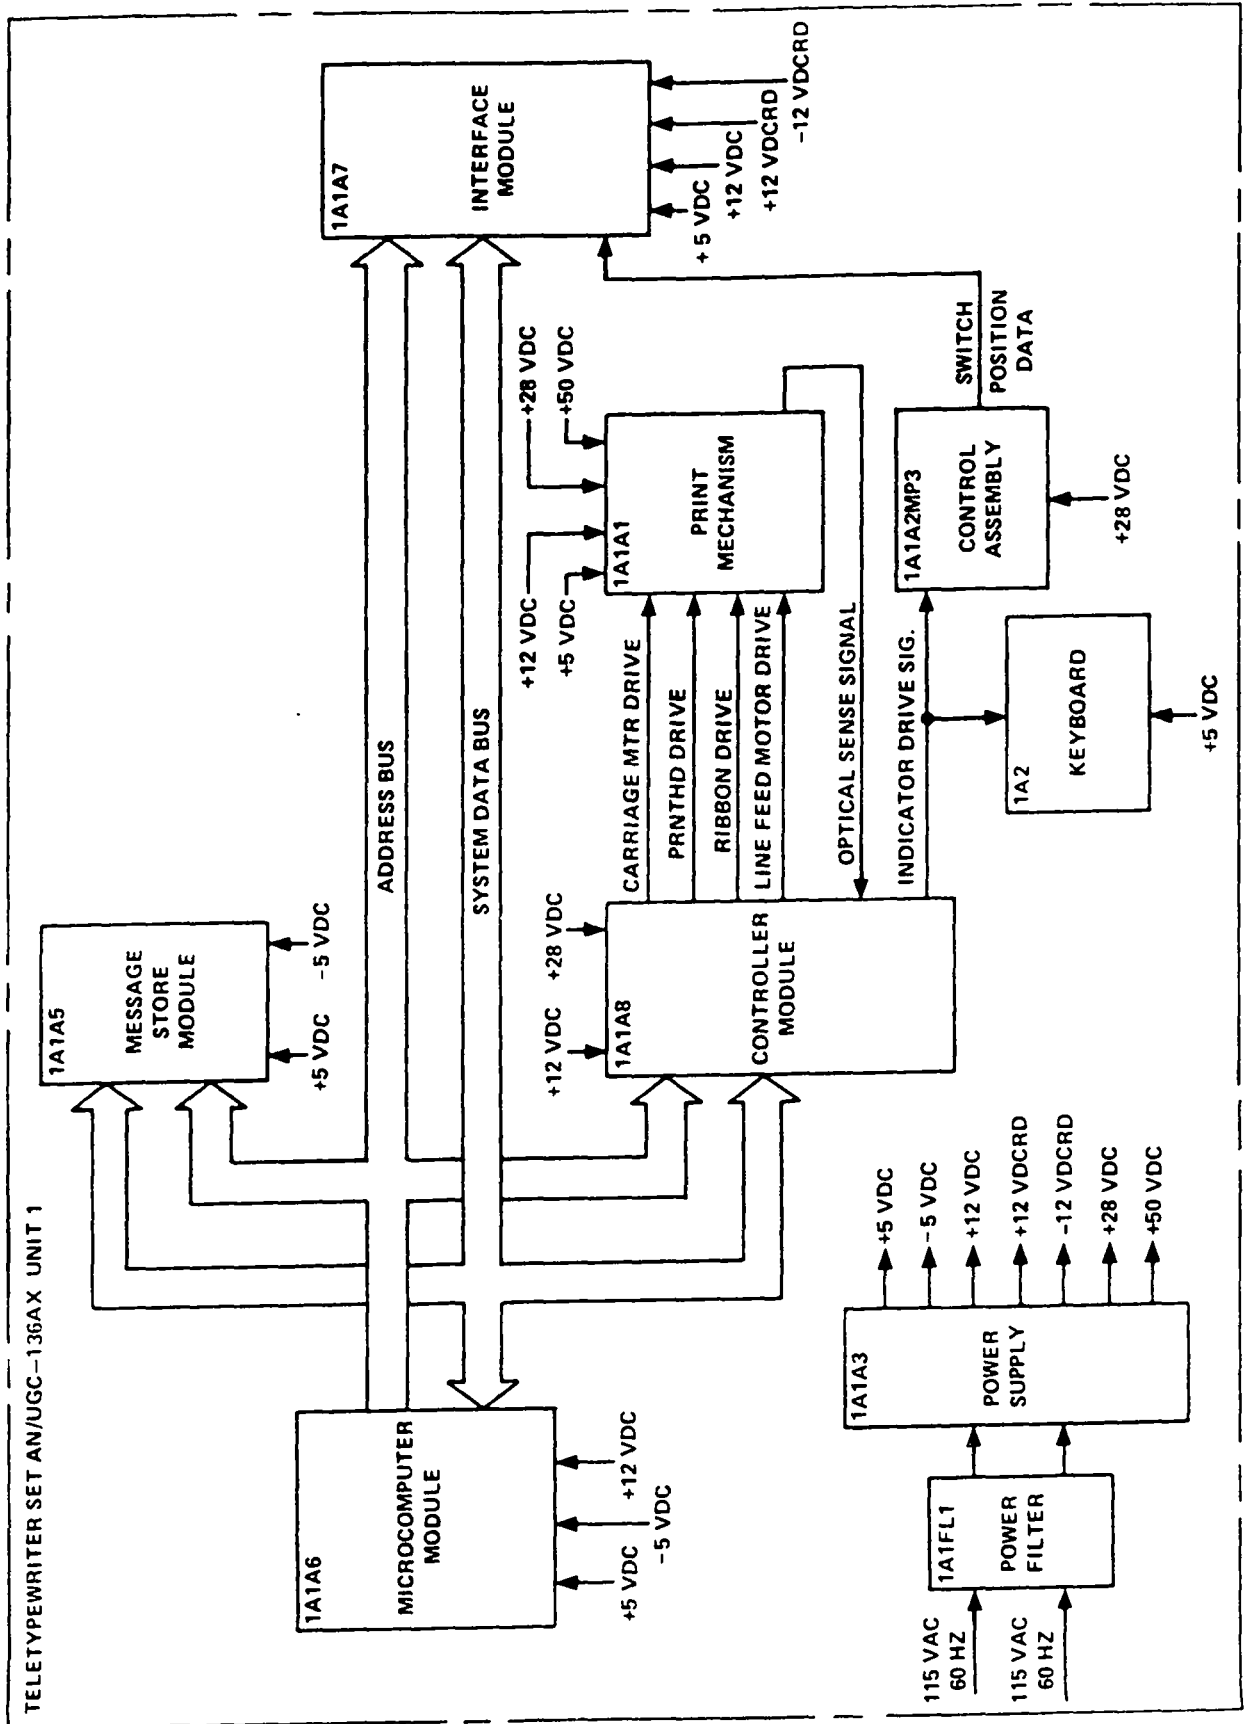 TELETYPEWRITER SET AN/UGC-136AX UNIT 1
1A1A6
MICROCOMPUTER
MODULE
+5 VDC
-5 VDC
+12 VDC
1A1A5
MESSAGE
STORE
MODULE
+5 VDC
-5 VDC
ADDRESS BUS
SYSTEM DATA BUS
1A1A7
INTERFACE
MODULE
+5 VDC
+12 VDC
+12 VDCRD
-12 VDCRD
+12 VDC
+28 VDC
1A1A8
CONTROLLER
MODULE
CARRIAGE MTR DRIVE
PRNTHD DRIVE
RIBBON DRIVE
LINE FEED MOTOR DRIVE
OPTICAL SENSE SIGNAL
INDICATOR DRIVE SIG.
+12 VDC
+5 VDC
+28 VDC
+50 VDC
1A1A1
PRINT
MECHANISM
1A1A2MP3
CONTROL
ASSEMBLY
+28 VDC
SWITCH
POSITION
DATA
1A2
KEYBOARD
+5 VDC
115 VAC
60 HZ
115 VAC
60 HZ
1A1FL1
POWER
FILTER
1A1A3
POWER
SUPPLY
+5 VDC
-5 VDC
+12 VDC
+12 VDCRD
-12 VDCRD
+28 VDC
+50 VDC